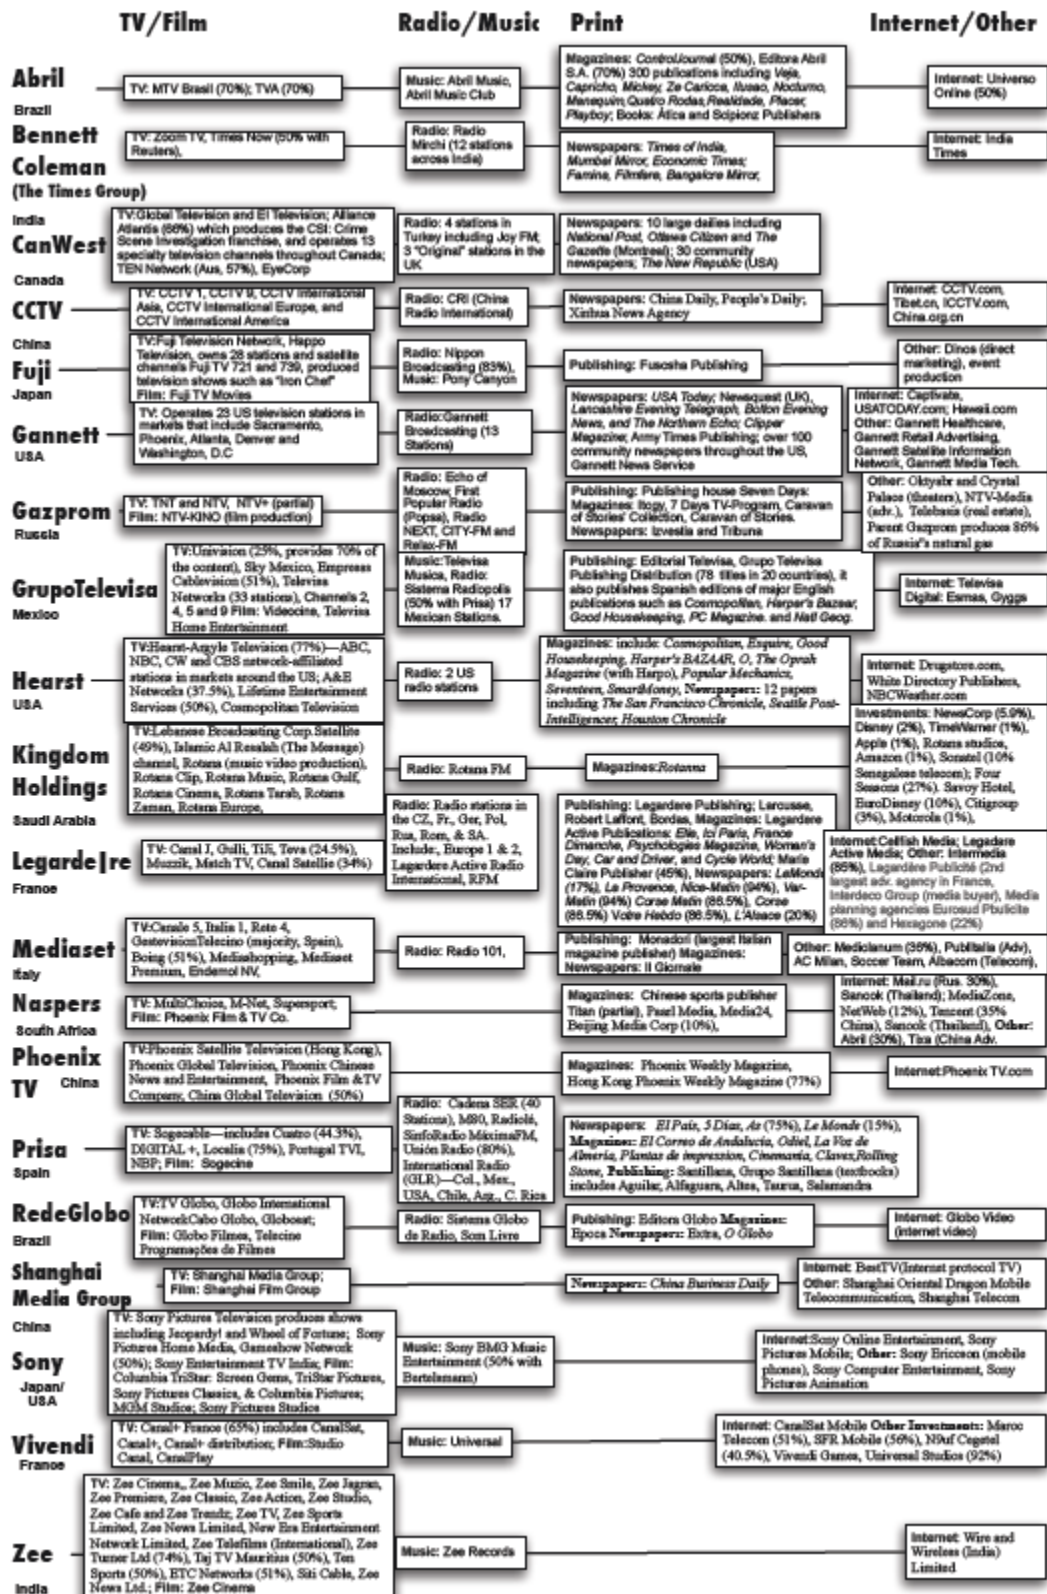 TV/Film Radio/Music Print Internet/Other
Abril
Brazil
TV: MTV Brasil (70%); TVA (70%)
Music: Abril Music,
Abril Music Club
Magazines: ControlJournal (50%), Editora Abril
S.A. (70%) 300 publications including Veja,
Capricho, Mickey, Ze Carioca, Ilusao, Nocturno,
Manequim, Quatro Rodas, Realidade, Placar,
Playboy; Books: Ática and Scipionz Publishers
Internet: Universo
Online (50%)
Bennett
Coleman
(The Times Group)
India
TV: Zoom TV, Times Now (50% with
Reuters),
Radio: Radio
Mirchi (12 stations
across India)
Newspapers: Times of India,
Mumbai Mirror, Economic Times;
Famina, Filmfare, Bangalore Mirror,
Internet: India
Times
CanWest
Canada
TV:Global Television and EI Television; Alliance
Atlantis (66%) which produces the CSI: Crime
Scene Investigation franchise, and operates 13
specialty television channels throughout Canada;
TEN Network (Aus, 57%), EyeCorp
Radio: 4 stations in
Turkey including Joy FM;
3 "Original" stations in the
UK
Newspapers: 10 large dailies including
National Post, Ottawa Citizen and The
Gazette (Montreal); 30 community
newspapers; The New Republic (USA)
CCTV
China
TV: CCTV 1, CCTV 9, CCTV International
Asia, CCTV International Europe, and
CCTV International America
Radio: CRI (China
Radio International)
Newspapers: China Daily, People's Daily;
Xinhua News Agency
Internet: CCTV.com,
Tibet.cn, ICCTV.com,
China.org.cn
Fuji
Japan
TV:Fuji Television Network, Happo
Television, owns 28 stations and satellite
channels Fuji TV 721 and 739, produced
television shows such as "Iron Chef"
Film: Fuji TV Movies
Radio: Nippon
Broadcasting (83%),
Music: Pony Canyon
Publishing: Fusosha Publishing
Other: Dinos (direct
marketing), event
production
Gannett
USA
TV: Operates 23 US television stations in
markets that include Sacramento,
Phoenix, Atlanta, Denver and
Washington, D.C
Radio:Gannett
Broadcasting (13
Stations)
Newspapers: USA Today; Newsquest (UK),
Lancashire Evening Telegraph, Bolton Evening
News, and The Northern Echo; Clipper
Magazine; Army Times Publishing; over 100
community newspapers throughout the US,
Gannett News Service
Internet: Captivate,
USATODAY.com; Hawaii.com
Other: Gannett Healthcare,
Gannett Retail Advertising,
Gannett Satellite Information
Network, Gannett Media Tech.
Gazprom
Russia
TV: TNT and NTV, NTV+ (partial)
Film: NTV-KINO (film production)
Radio: Echo of
Moscow, First
Popular Radio
(Popsa), Radio
NEXT, CITY-FM and
Relax-FM
Publishing: Publishing house Seven Days:
Magazines: Itogy, 7 Days TV-Program, Caravan
of Stories' Collection, Caravan of Stories.
Newspapers: Izvestia and Tribuna
Other: Oktyabr and Crystal
Palace (theaters), NTV-Media
(adv.), Telebasis (real estate),
Parent Gazprom produces 86%
of Russia"s natural gas
GrupoTelevisa
Mexico
TV:Univision (25%, provides 70% of
the content), Sky Mexico, Empresas
Cablevision (51%), Televisa
Networks (33 stations), Channels 2,
4, 5 and 9 Film: Videocine, Televisa
Home Entertainment
Music:Televisa
Musica, Radio:
Sistema Radiopolis
(50% with Prisa) 17
Mexican Stations.
Publishing: Editorial Televisa, Grupo Televisa
Publishing Distribution (78 titles in 20 countries), it
also publishes Spanish editions of major English
publications such as Cosmopolitan, Harper's Bazaar,
Good Housekeeping, PC Magazine. and Natl Geog.
Internet: Televisa
Digital: Esmas, Gyggs
Hearst
USA
TV:Hearst-Argyle Television (77%)—ABC,
NBC, CW and CBS network-affiliated
stations in markets around the US; A&E
Networks (37.5%), Lifetime Entertainment
Services (50%), Cosmopolitan Television
Radio: 2 US
radio stations
Magazines: include: Cosmopolitan, Esquire, Good
Housekeeping, Harper's BAZAAR, O, The Oprah
Magazine (with Harpo), Popular Mechanics,
Seventeen, SmartMoney, Newspapers: 12 papers
including The San Francisco Chronicle, Seattle Post-
Intelligencer, Houston Chronicle
Internet: Drugstore.com,
White Directory Publishers,
NBCWeather.com
Kingdom
Holdings
Saudi Arabia
TV:Lebanese Broadcasting Corp.Satellite
(49%), Islamic Al Resalah (The Message)
channel, Rotana (music video production),
Rotana Clip, Rotana Music, Rotana Gulf,
Rotana Cinema, Rotana Tarab, Rotana
Zaman, Rotana Europe,
Radio: Rotana FM
Magazines:Rotanna
Investments: NewsCorp (5.9%),
Disney (2%), TimeWarner (1%),
Apple (1%), Rotana studios,
Amazon (1%), Sonatel (10%
Senegalese telecom); Four
Seasons (27%). Savoy Hotel,
EuroDisney (10%), Citigroup
(3%), Motorola (1%),
Legarde|re
France
TV: Canal J, Gulli, TiJi, Teva (24.5%),
Muzzik, Match TV, Canal Satellie (34%)
Radio: Radio stations in
the CZ, Fr., Ger, Pol,
Rua, Rom, & SA.
Include:, Europe 1 & 2,
Lagardere Active Radio
International, RFM
Publishing: Legardere Publishing; Larousse,
Robert Laffont, Bordas, Magazines: Legardere
Active Publications: Elle, Ici Paris, France
Dimanche, Psychologies Magazine, Woman's
Day, Car and Driver, and Cycle World; Marie
Claire Publisher (45%), Newspapers: LeMonde
(17%), La Provence, Nice-Matin (94%), Var-
Matin (94%) Corse Matin (86.5%), Corse
(86.5%) Votre Hebdo (86.5%), L'Alsace (20%)
Internet:Cellfish Media; Legadere
Active Media; Other: Intermedia
(85%), Lagardère Publicité (2nd
largest adv. agency in France,
Interdeco Group (media buyer), Media
planning agencies Eurosud Pbulicite
(86%) and Hexagone (22%)
Mediaset
Italy
TV:Canale 5, Italia 1, Rete 4,
GestevisionTelecino (majority, Spain),
Boing (51%), Mediashopping, Mediaset
Premium, Endemol NV,
Radio: Radio 101,
Publishing: Monadori (largest Italian
magazine publisher) Magazines:
Newspapers: Il Giornale
Other: Mediolanum (36%), Publitalia (Adv),
AC Milan, Soccer Team, Albacom (Telecom),
Naspers
South Africa
TV: MultiChoice, M-Net, Supersport;
Film: Phoenix Film & TV Co.
Magazines: Chinese sports publisher
Titan (partial), Paarl Media, Media24,
Beijing Media Corp (10%),
Internet: Mail.ru (Rus. 30%),
Sanook (Thailand); MediaZone,
NetWeb (12%), Tencent (35%
China), Sanook (Thailand), Other:
Abril (30%), Tixa (China Adv.
Phoenix
TV China
TV:Phoenix Satellite Television (Hong Kong),
Phoenix Global Television, Phoenix Chinese
News and Entertainment, Phoenix Film &TV
Company, China Global Television (50%)
Magazines: Phoenix Weekly Magazine,
Hong Kong Phoenix Weekly Magazine (77%)
Internet:Phoenix TV.com
Prisa
Spain
TV: Sogecable—includes Cuatro (44.3%),
DIGITAL +, Localia (75%), Portugal TVI,
NBP; Film: Sogecine
Radio: Cadena SER (40
Stations), M80, Radiolé,
SinfoRadio MáximaFM,
Unión Radio (80%),
International Radio
(GLR)—Col., Mex.,
USA, Chile, Arg., C. Rica
Newspapers: El País, 5 Días, As (75%), Le Monde (15%),
Magazines: El Correo de Andalucia, Odiel, La Voz de
Almería, Plantas de impression, Cinemanía, Claves,Rolling
Stone, Publishing: Santillana, Grupo Santillana (textbooks)
includes Aguilar, Alfaguara, Altea, Taurus, Salamandra
RedeGlobo
Brazil
TV:TV Globo, Globo International
NetworkCabo Globo, Globosat;
Film: Globo Filmes, Telecine
Programações de Filmes
Radio: Sistema Globo
de Radio, Som Livre
Publishing: Editora Globo Magazines:
Epoca Newspapers: Extra, O Globo
Internet: Globo Video
(internet video)
Shanghai
Media Group
China
TV: Shanghai Media Group;
Film: Shanghai Film Group
Newspapers: China Business Daily
Internet: BestTV(Internet protocol TV)
Other: Shanghai Oriental Dragon Mobile
Telecommunication, Shanghai Telecom
Sony
Japan/
USA
TV: Sony Pictures Television produces shows
including Jeopardy! and Wheel of Fortune; Sony
Pictures Home Media, Gameshow Network
(50%); Sony Entertainment TV India; Film:
Columbia TriStar: Screen Gems, TriStar Pictures,
Sony Pictures Classics, & Columbia Pictures;
MGM Studios; Sony Pictures Studios
Music: Sony BMG Music
Entertainment (50% with
Bertelsmann)
Internet:Sony Online Entertainment, Sony
Pictures Mobile; Other: Sony Ericcson (mobile
phones), Sony Computer Entertainment, Sony
Pictures Animation
Vivendi
France
TV: Canal+ France (65%) includes CanalSat,
Canal+, Canal+ distribution; Film:Studio
Canal, CanalPlay
Music: Universal
Internet: CanalSat Mobile Other Investments: Maroc
Telecom (51%), SFR Mobile (56%), N9uf Cegetel
(40.5%), Vivendi Games, Universal Studios (92%)
Zee
India
TV: Zee Cinema,, Zee Muzic, Zee Smile, Zee Jagran,
Zee Premiere, Zee Classic, Zee Action, Zee Studio,
Zee Cafe and Zee Trendz, Zee TV, Zee Sports
Limited, Zee News Limited, New Era Entertainment
Network Limited, Zee Telefilms (International), Zee
Turner Ltd (74%), Taj TV Mauritius (50%), Ten
Sports (50%), ETC Networks (51%), Siti Cable, Zee
News Ltd.; Film: Zee Cinema
Music: Zee Records
Internet: Wire and
Wireless (India)
Limited